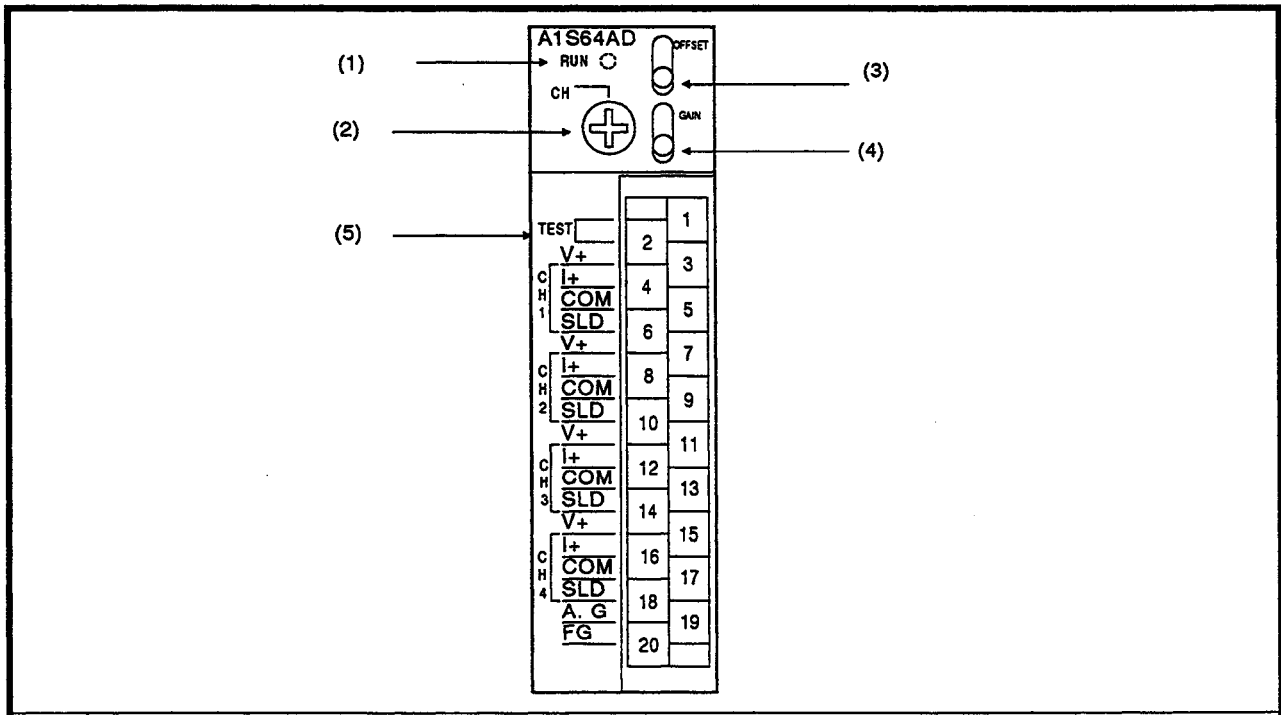 A1S64AD
OFFSET
(1)
RUN
(3)
CH
GAIN
(2)
(4)
(5)
TEST
1
2
V+
3
CH1
I+
4
COM
5
SLD
6
V+
7
CH2
I+
8
COM
9
SLD
10
V+
11
CH3
I+
12
COM
13
SLD
14
V+
15
CH4
I+
16
COM
17
SLD
18
A. G
19
FG
20